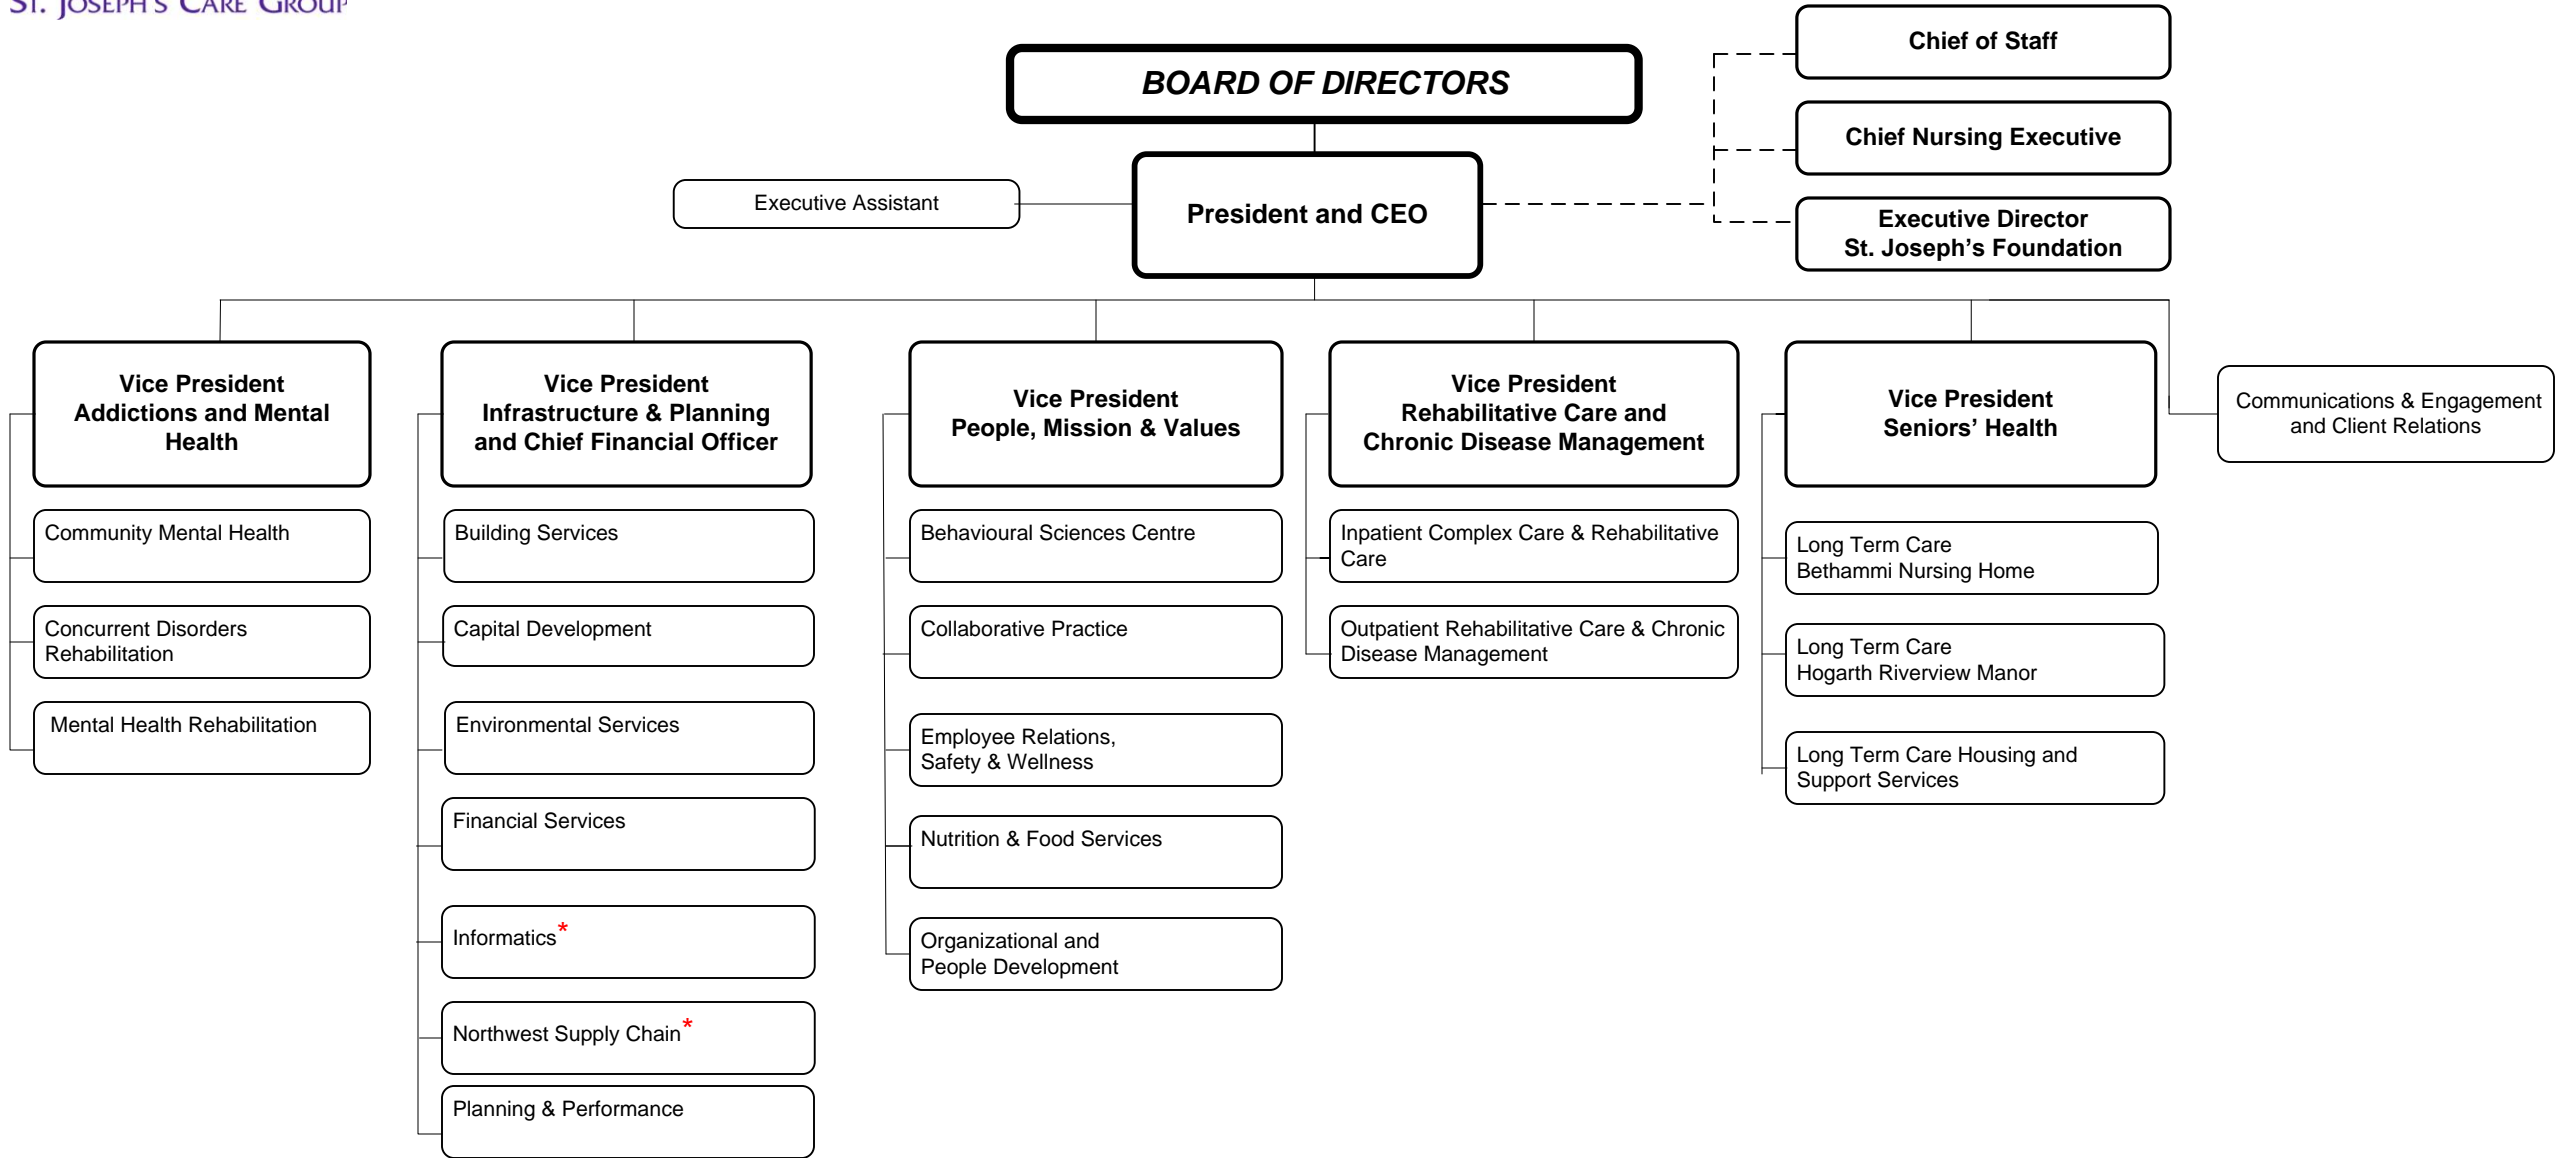 ST. JOSEPH'S CARE GROUP
BOARD OF DIRECTORS
Chief of Staff
Chief Nursing Executive
Executive Director
St. Joseph's Foundation
Executive Assistant
President and CEO
Vice President
Addictions and Mental
Health
Community Mental Health
Concurrent Disorders
Rehabilitation
Mental Health Rehabilitation
Vice President
Infrastructure & Planning
and Chief Financial Officer
Building Services
Capital Development
Environmental Services
Financial Services
Informatics*
Northwest Supply Chain*
Planning & Performance
Vice President
People, Mission & Values
Behavioural Sciences Centre
Collaborative Practice
Employee Relations,
Safety & Wellness
Nutrition & Food Services
Organizational and
People Development
Vice President
Rehabilitative Care and
Chronic Disease Management
Inpatient Complex Care & Rehabilitative
Care
Outpatient Rehabilitative Care & Chronic
Disease Management
Vice President
Seniors' Health
Long Term Care
Bethammi Nursing Home
Long Term Care
Hogarth Riverview Manor
Long Term Care Housing and
Support Services
Communications & Engagement
and Client Relations